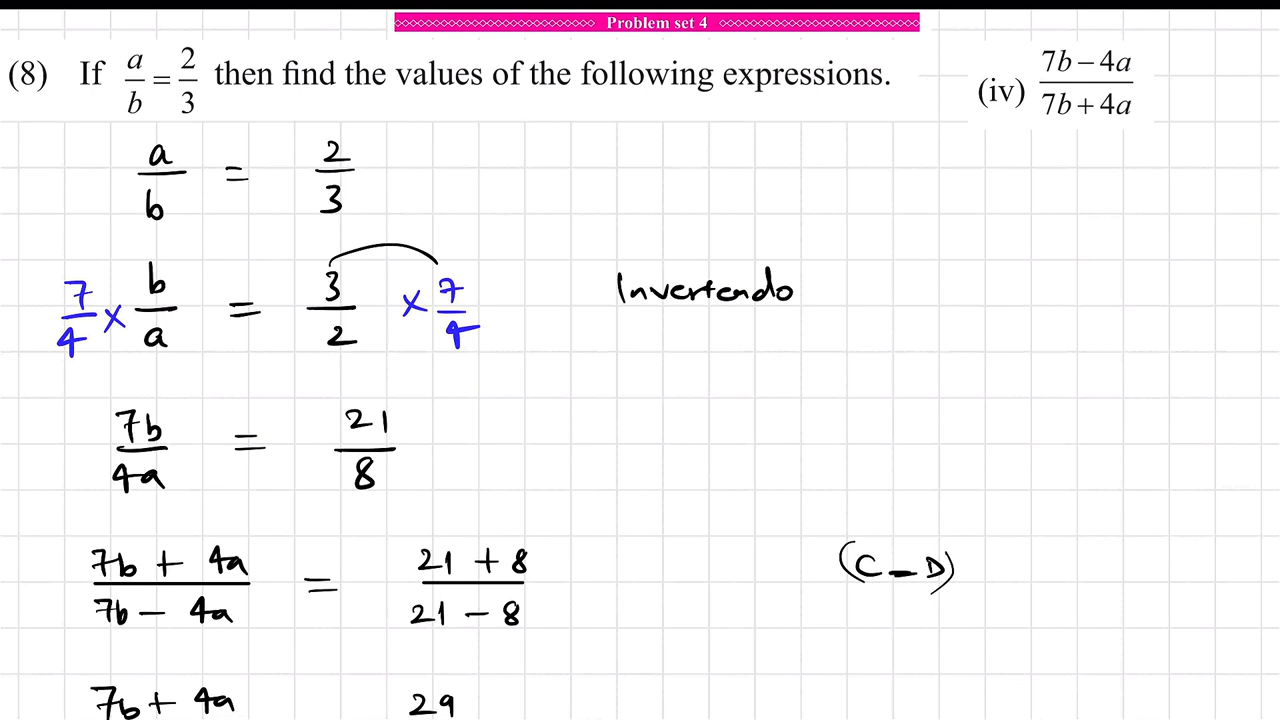 Problem set 4
(8) If a/b = 2/3 then find the values of the following expressions. (iv) 7b – 4a / 7b + 4a
a/b = 2/3
7/4 × b/a = 3/2 × 7/4 Invertendo
7b/4a = 21/8
7b + 4a / 7b – 4a = 21 + 8 / 21 – 8 (C – D)
7b + 4a 29